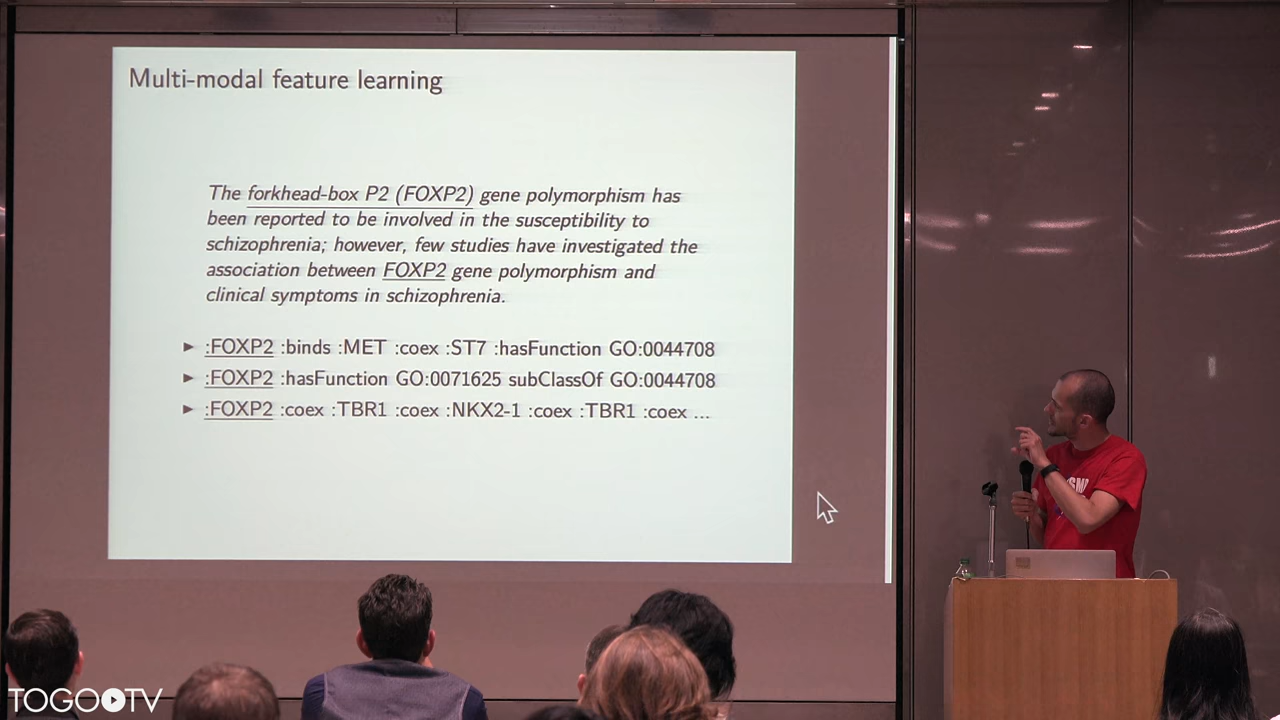 Multi-modal feature learning
The forkhead-box P2 (FOXP2) gene polymorphism has
been reported to be involved in the susceptibility to
schizophrenia; however, few studies have investigated the
association between FOXP2 gene polymorphism and
clinical symptoms in schizophrenia.
► :FOXP2 :binds :MET :coex :ST7 :hasFunction GO:0044708
► :FOXP2 :hasFunction GO:0071625 subClassOf GO:0044708
► :FOXP2 :coex :TBR1 :coex :NKX2-1 :coex :TBR1 :coex ...
TOGOTV